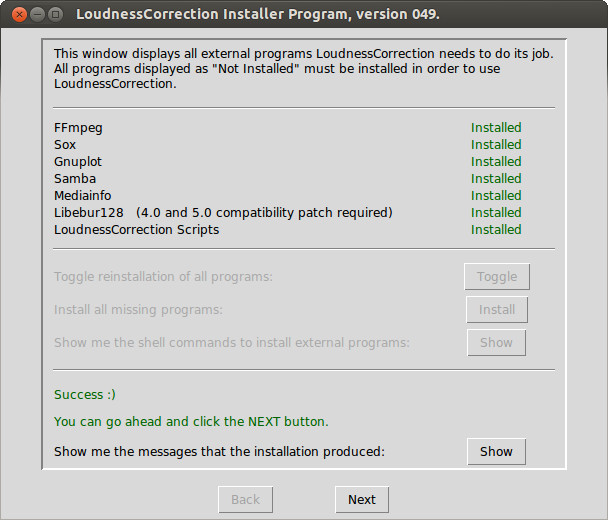 LoudnessCorrection Installer Program, version 049.
This window displays all external programs LoudnessCorrection needs to do its job.
All programs displayed as "Not Installed" must be installed in order to use
LoudnessCorrection.
FFmpeg Installed
Sox Installed
Gnuplot Installed
Samba Installed
Mediainfo Installed
Libebur128 (4.0 and 5.0 compatibility patch required) Installed
LoudnessCorrection Scripts Installed
Toggle reinstallation of all programs: Toggle
Install all missing programs: Install
Show me the shell commands to install external programs: Show
Success :)
You can go ahead and click the NEXT button.
Show me the messages that the installation produced: Show
Back Next